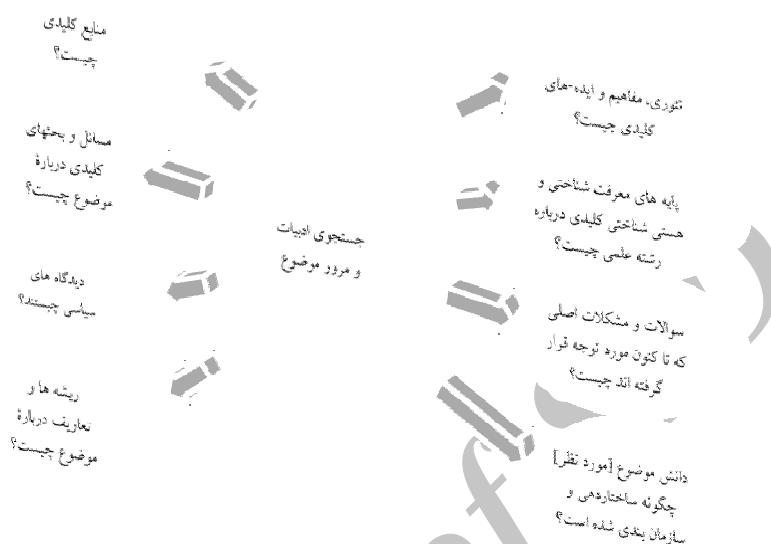 منابع کلیدی
چیست؟
تئوری، مفاهیم و ایده-های
کلیدی چیست؟
مسائل و بحثهای
کلیدی دربارۀ
موضوع چیست؟
پایه های معرفت شناختی و
هستی شناختی کلیدی درباره
رشته علمی چیست؟
جستجوی ادبیات
و مرور موضوع
دیدگاه های
سیاسی چیستند؟
سوالات و مشکلات اصلی
که تا کنون مورد توجه قرار
گرفته اند چیست؟
ریشه ها و
تعاریف دربارۀ
موضوع چیست؟
دانش موضوع [مورد نظر]
چگونه ساختاردهی و
سازمان بندی شده است؟